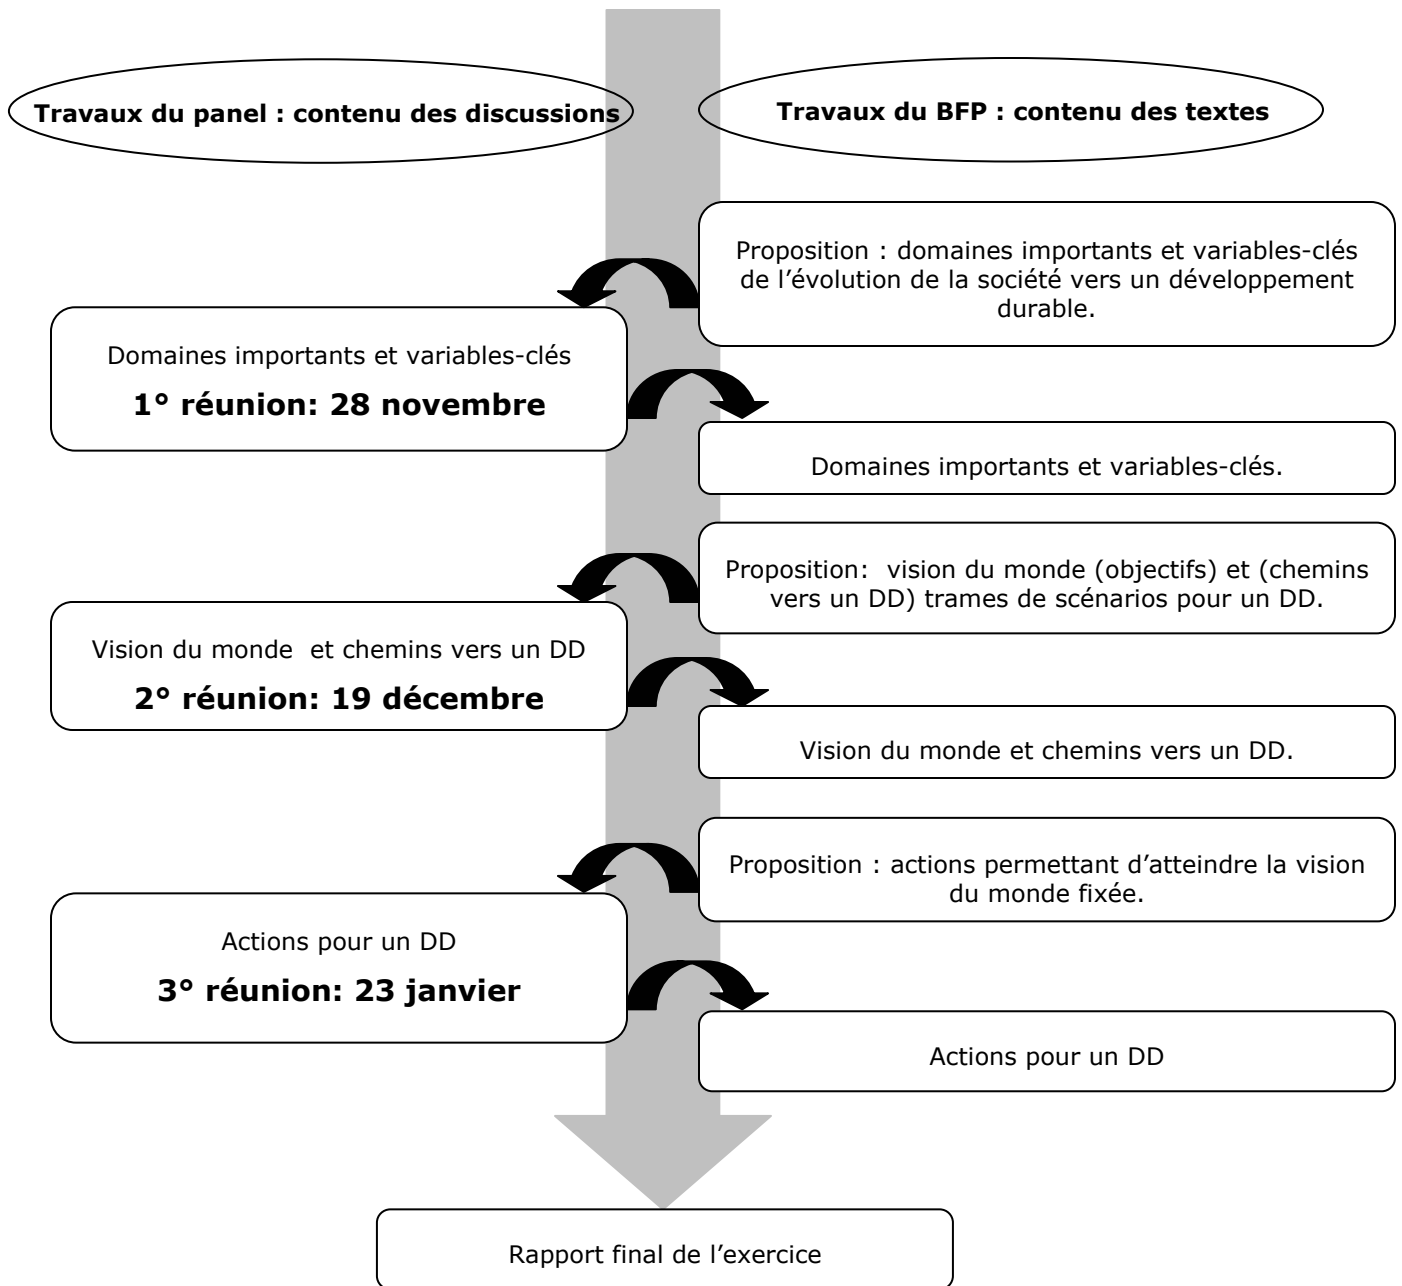 Travaux du panel : contenu des discussions
Travaux du BFP : contenu des textes
Proposition : domaines importants et variables-clés
de l’évolution de la société vers un développement
durable.
Domaines importants et variables-clés
1° réunion: 28 novembre
Domaines importants et variables-clés.
Proposition: vision du monde (objectifs) et (chemins
vers un DD) trames de scénarios pour un DD.
Vision du monde et chemins vers un DD
2° réunion: 19 décembre
Vision du monde et chemins vers un DD.
Proposition : actions permettant d’atteindre la vision
du monde fixée.
Actions pour un DD
3° réunion: 23 janvier
Actions pour un DD
Rapport final de l’exercice